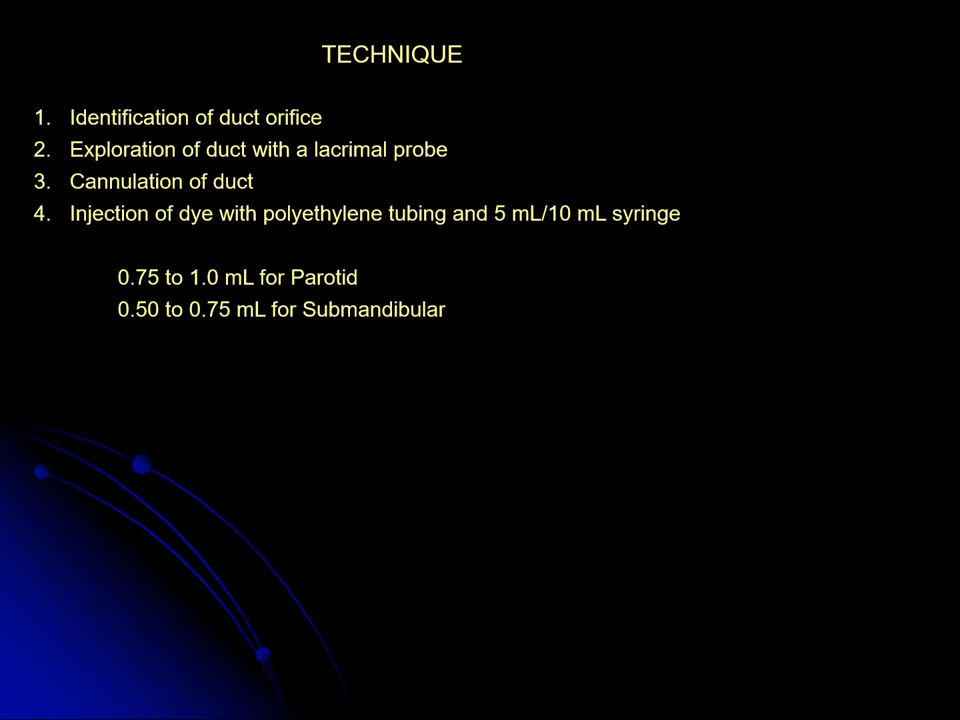 TECHNIQUE
1. Identification of duct orifice
2. Exploration of duct with a lacrimal probe
3. Cannulation of duct
4. Injection of dye with polyethylene tubing and 5 mL/10 mL syringe
0.75 to 1.0 mL for Parotid
0.50 to 0.75 mL for Submandibular